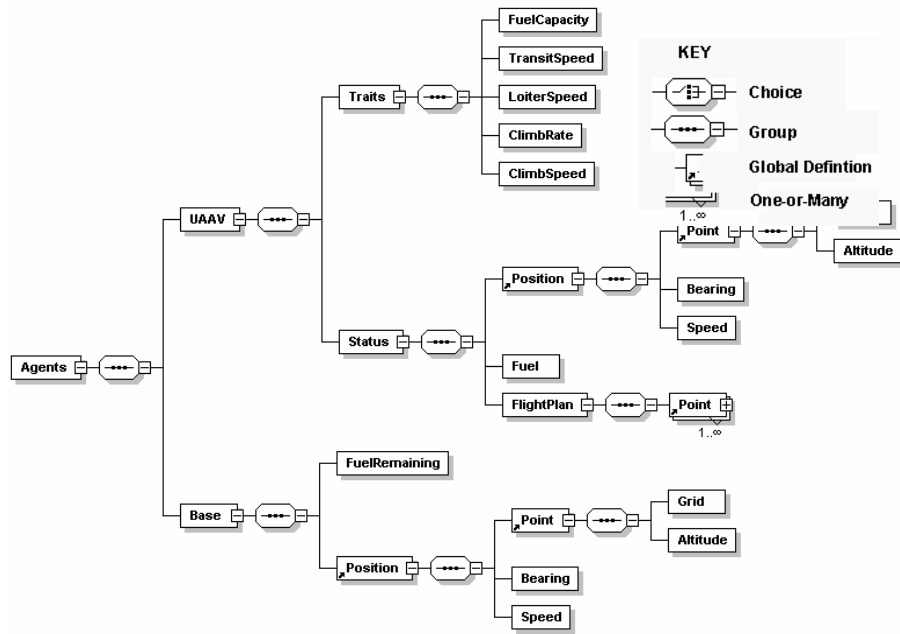 FuelCapacity
TransitSpeed
LoiterSpeed
ClimbRate
ClimbSpeed
Traits
KEY
Choice
Group
Global Defintion
One-or-Many
1..∞
UAAV
Point
Altitude
Position
Bearing
Speed
Status
Fuel
FlightPlan
Point
1..∞
Agents
FuelRemaining
Base
Point
Grid
Altitude
Position
Bearing
Speed